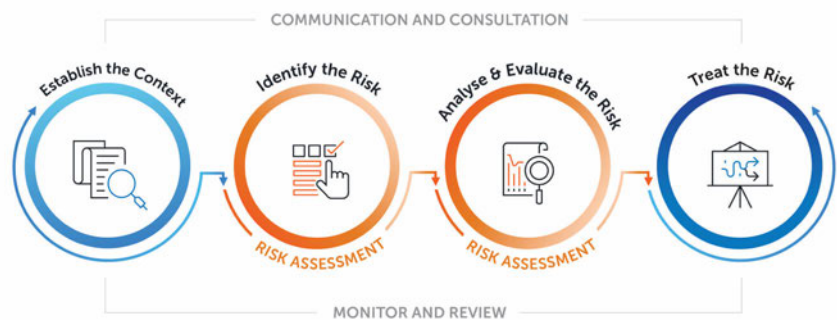 COMMUNICATION AND CONSULTATION
Establish the Context
Identify the Risk
Analyse & Evaluate the Risk
Treat the Risk
RISK ASSESSMENT
RISK ASSESSMENT
MONITOR AND REVIEW